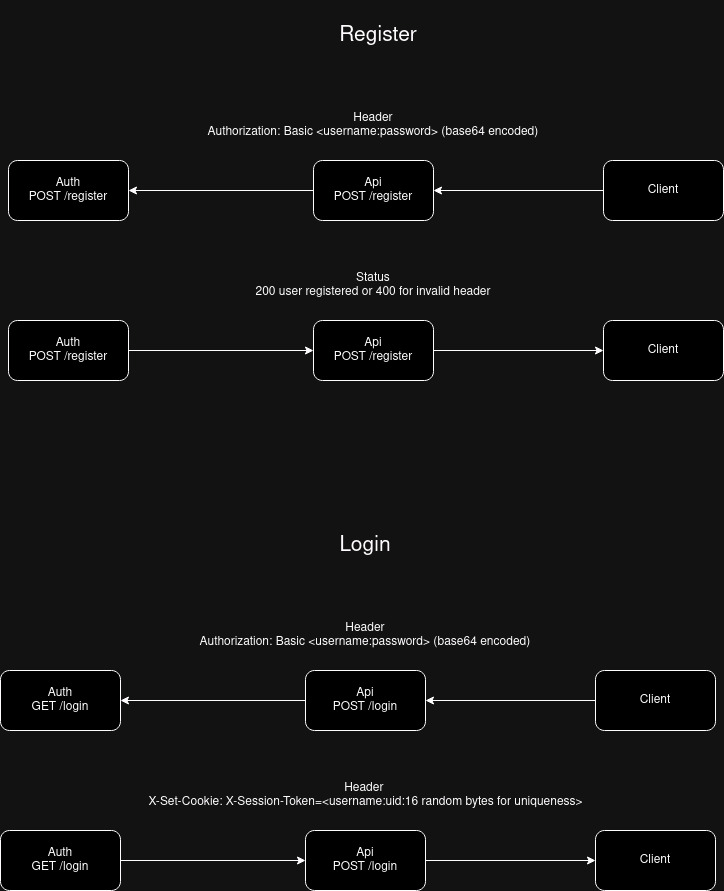 Register
Header
Authorization: Basic <username:password> (base64 encoded)
Auth
POST /register
Api
POST /register
Client
Status
200 user registered or 400 for invalid header
Auth
POST /register
Api
POST /register
Client
Login
Header
Authorization: Basic <username:password> (base64 encoded)
Auth
GET /login
Api
POST /login
Client
Header
X-Set-Cookie: X-Session-Token=<username:uid:16 random bytes for uniqueness>
Auth
GET /login
Api
POST /login
Client